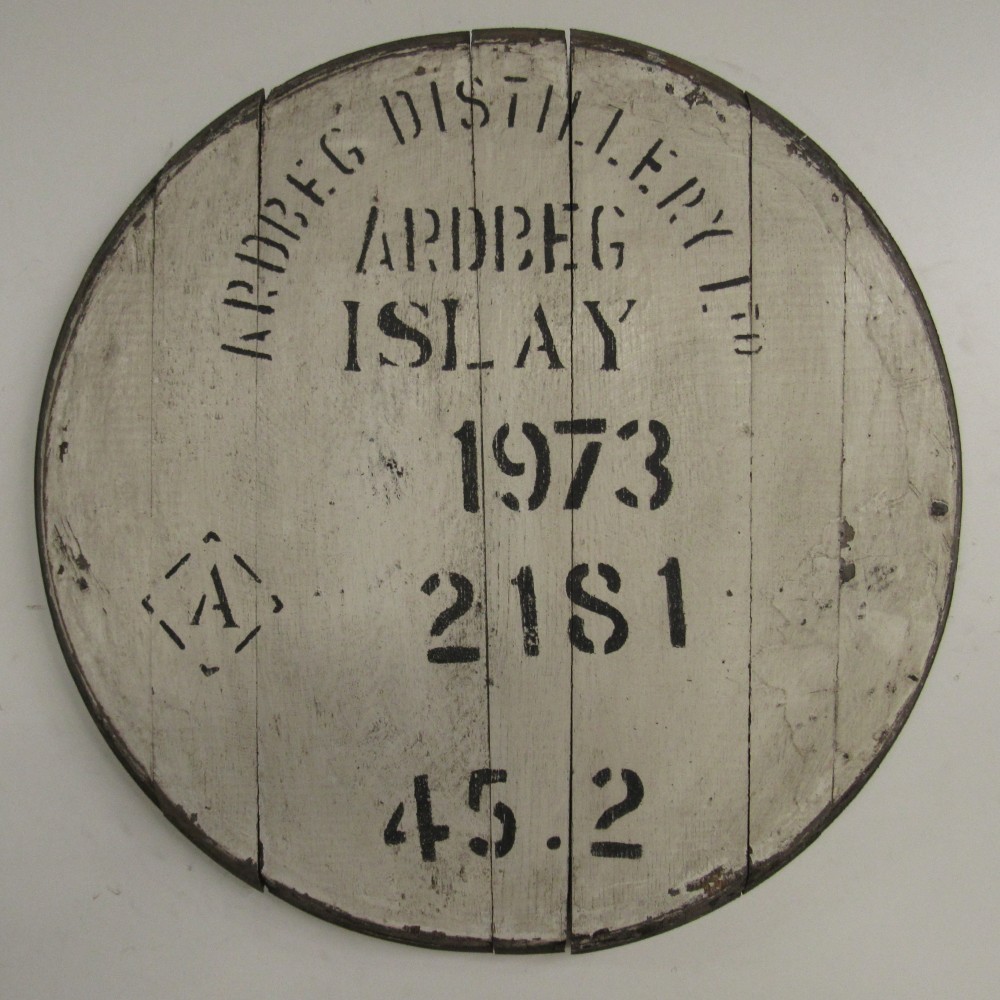 ARDBEG DISTILLERY LTD
ARDBEG
ISLAY
1973
A
2181
45.2